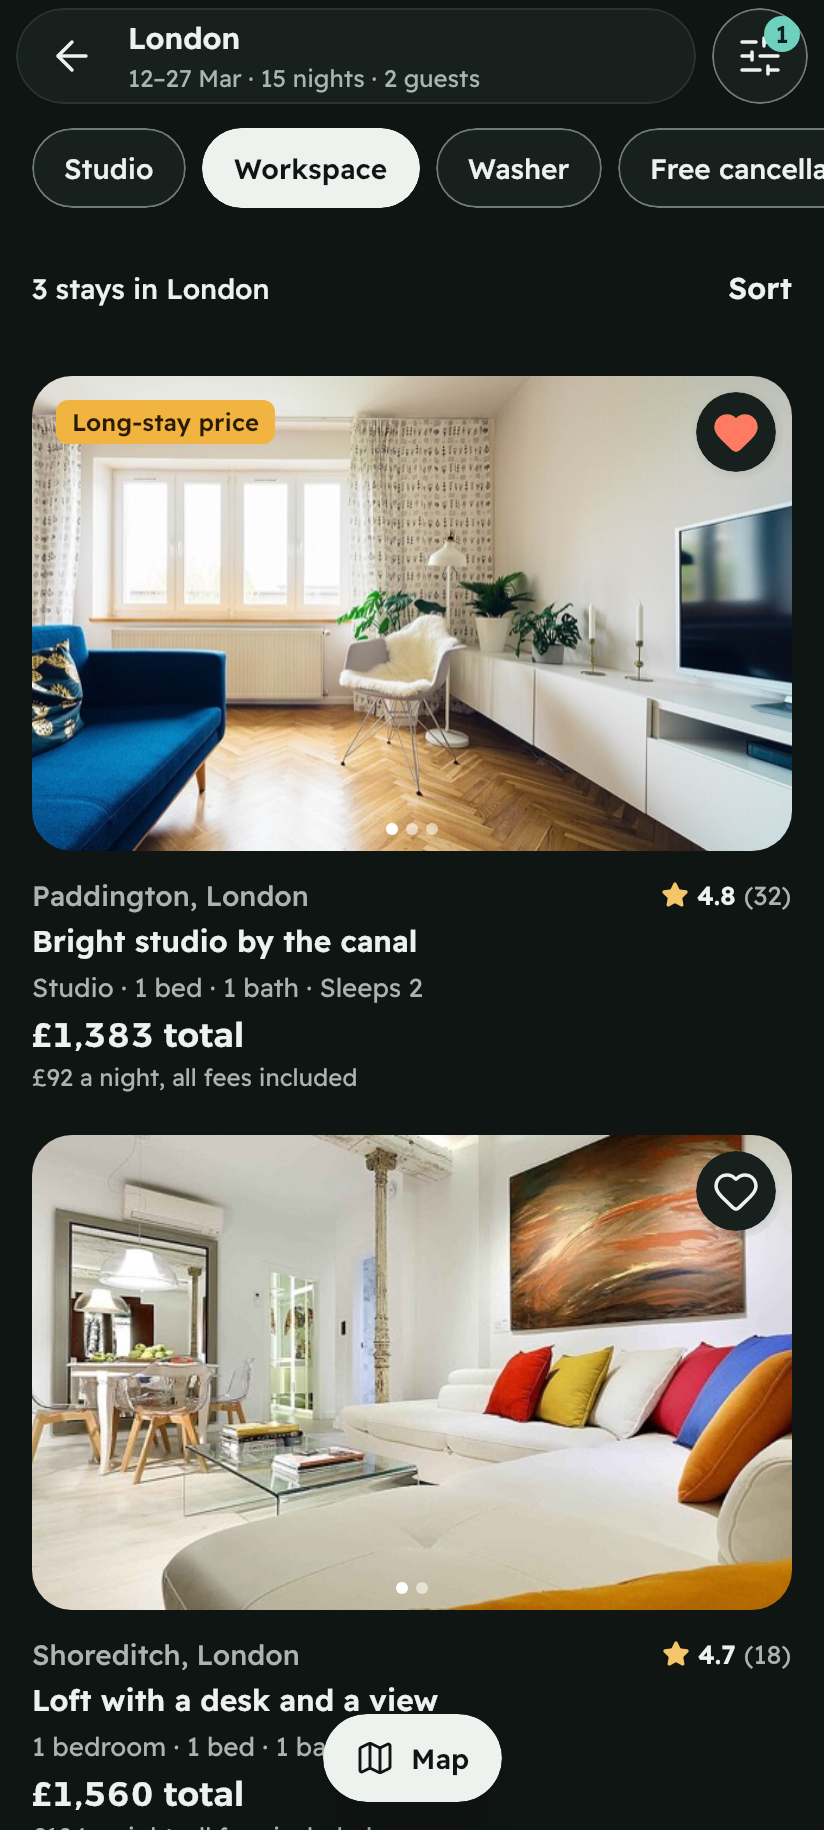 London
12–27 Mar · 15 nights · 2 guests
1
Studio
Workspace
Washer
Free cancella
3 stays in London
Sort
Long-stay price
Paddington, London
4.8 (32)
Bright studio by the canal
Studio · 1 bed · 1 bath · Sleeps 2
£1,383 total
£92 a night, all fees included
Shoreditch, London
4.7 (18)
Loft with a desk and a view
1 bedroom · 1 bed · 1 ba
Map
£1,560 total